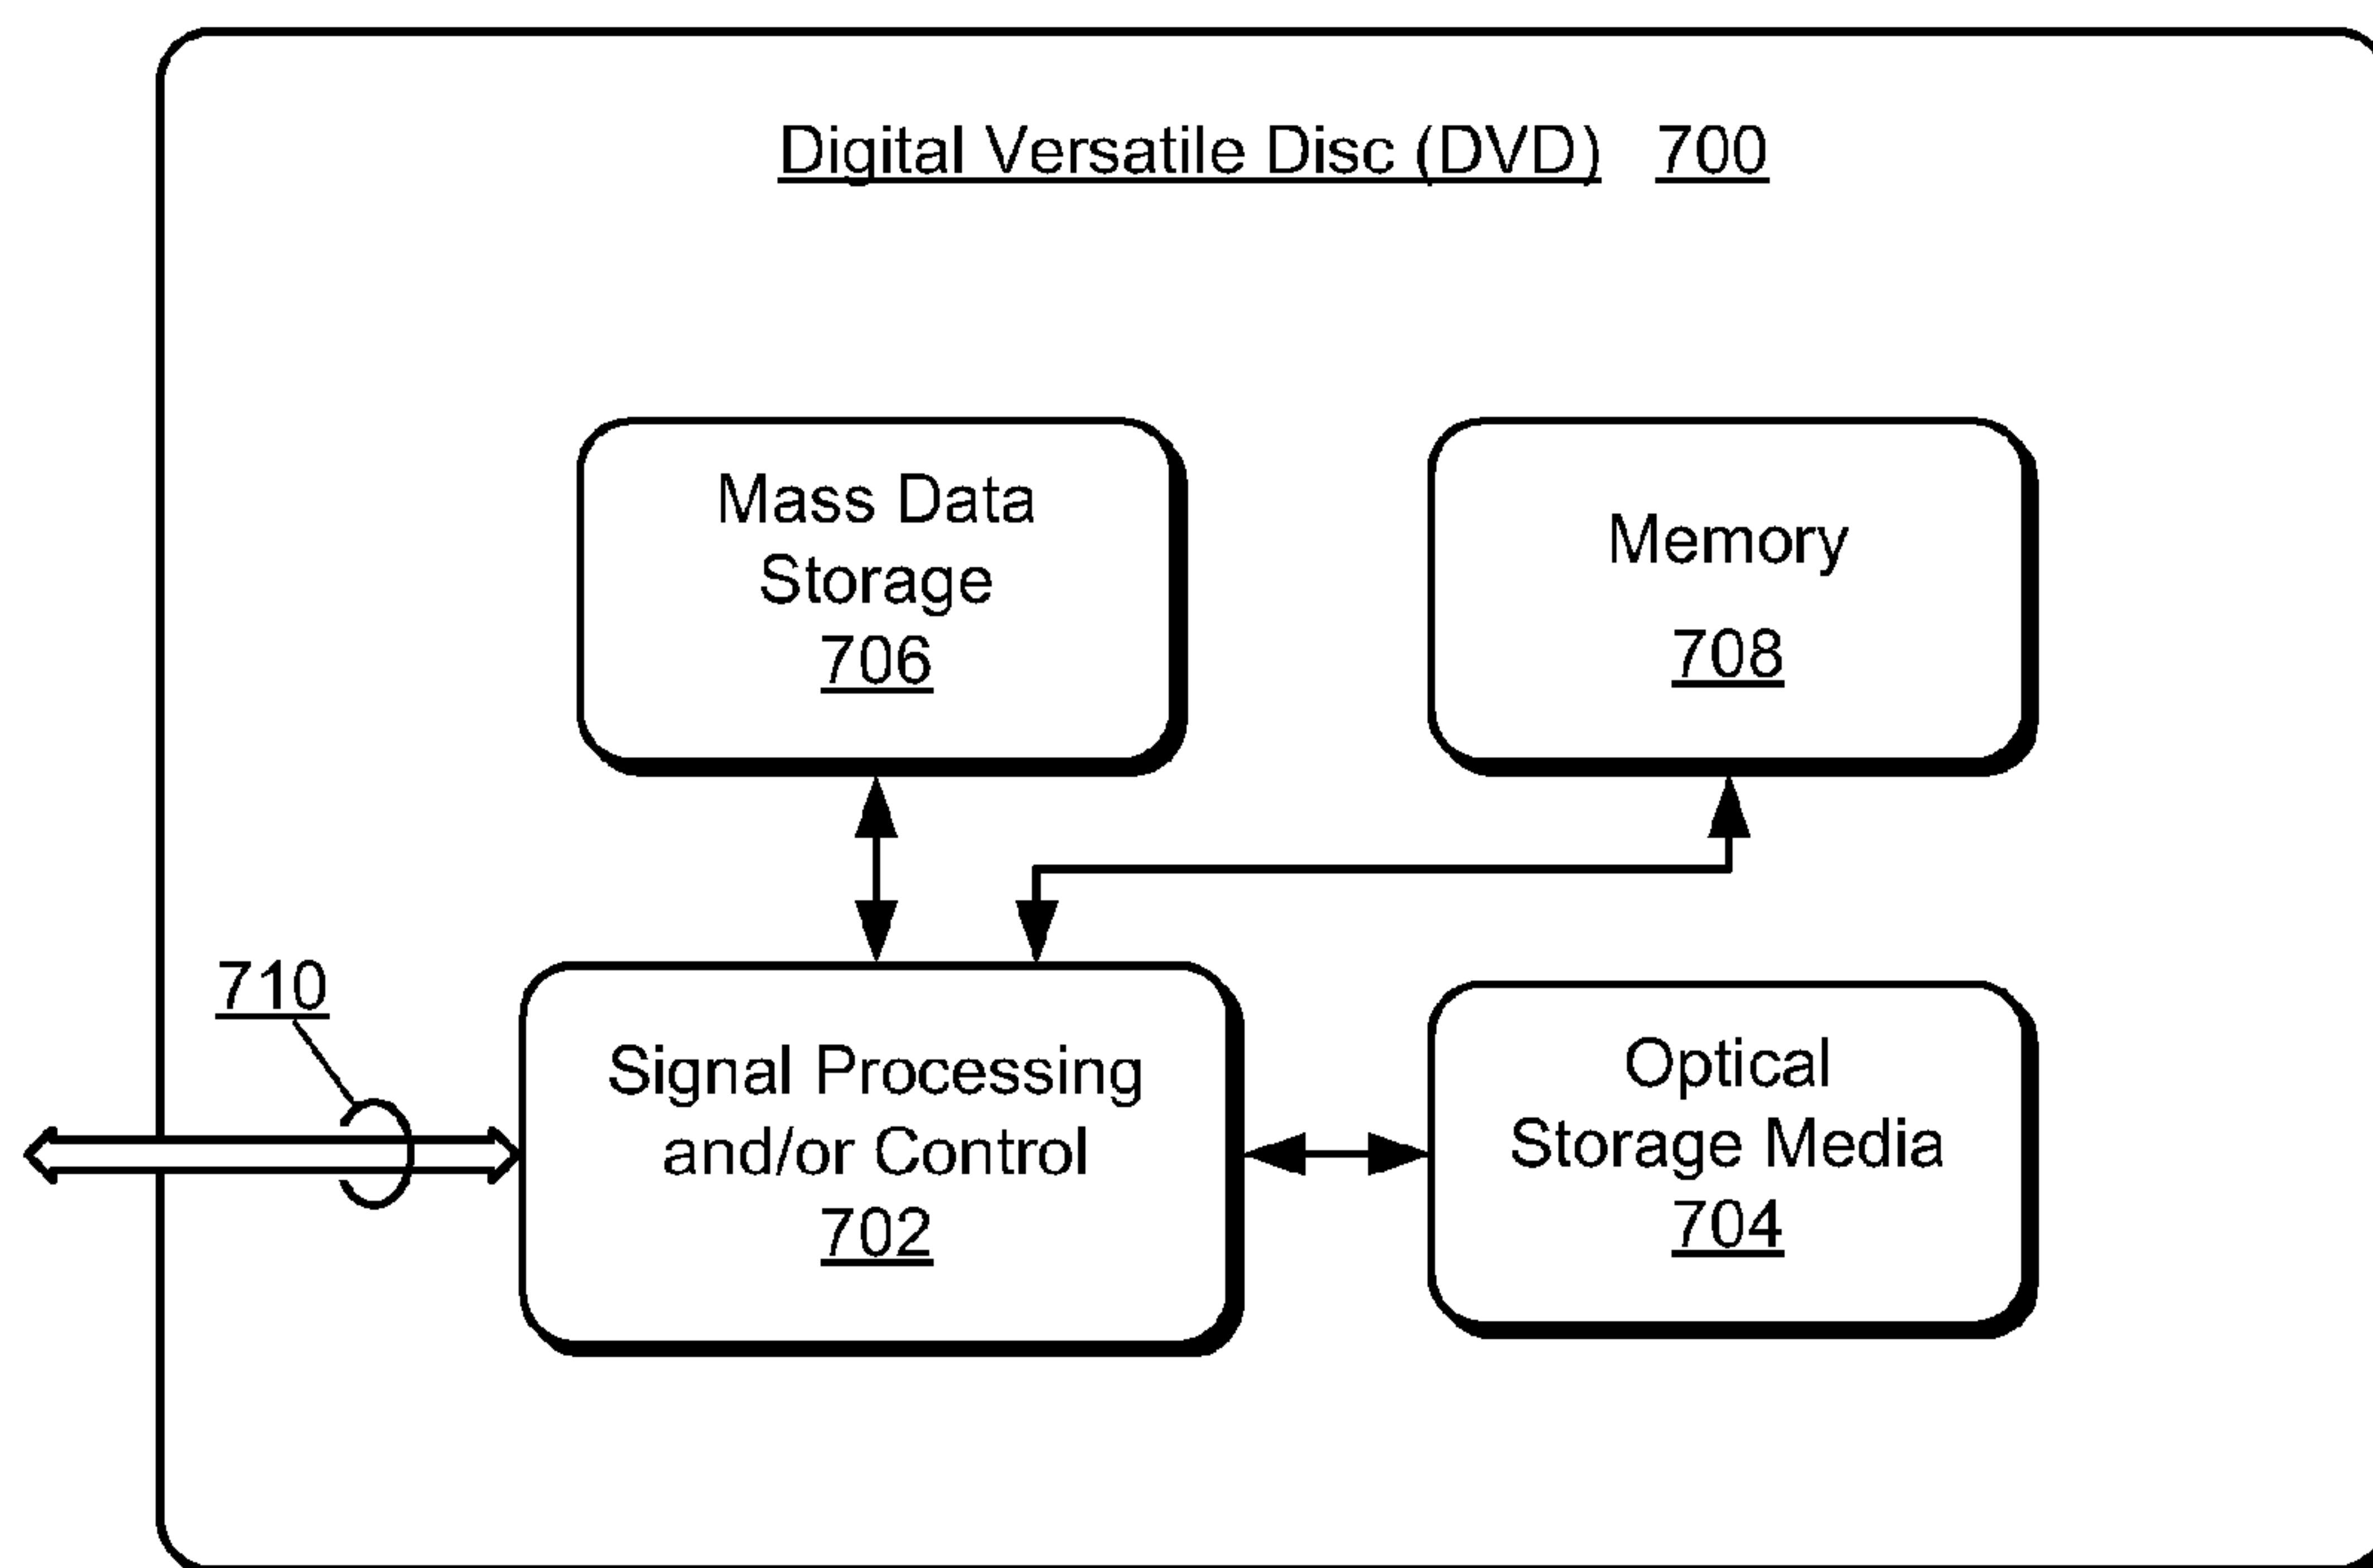 Digital Versatile Disc (DVD) 700
Mass Data
Storage
706
Memory
708
710
Signal Processing
and/or Control
702
Optical
Storage Media
704